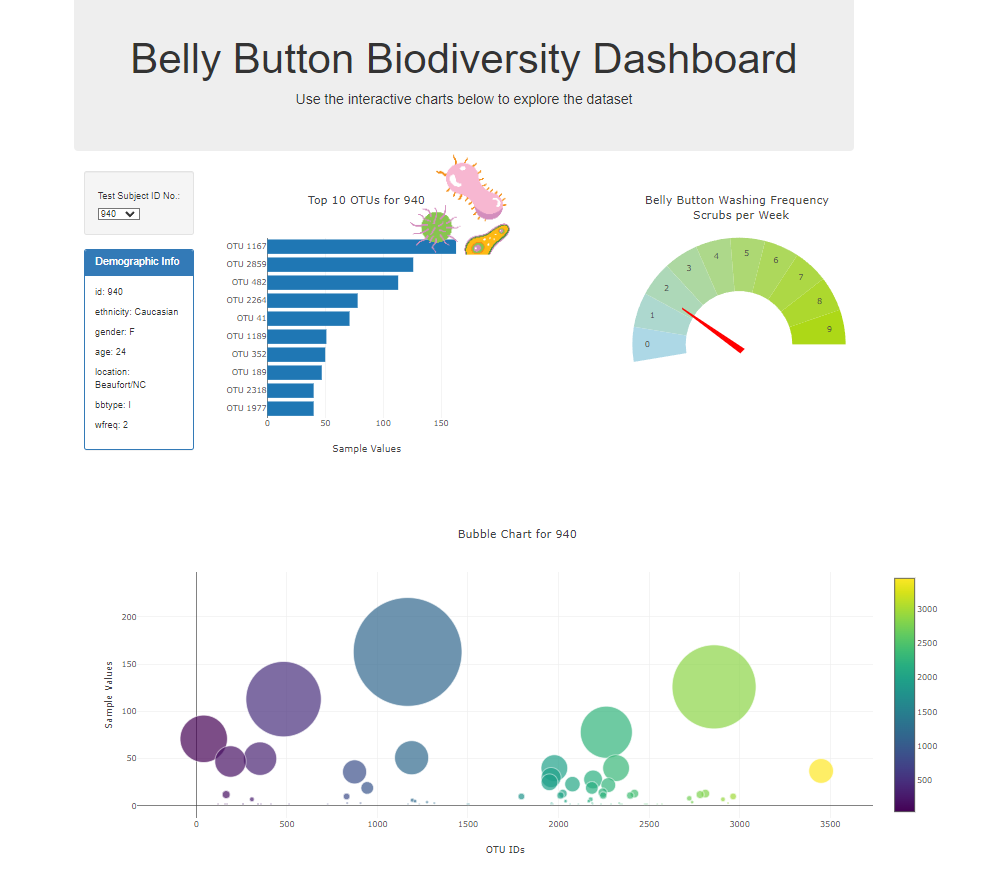 Belly Button Biodiversity Dashboard
Use the interactive charts below to explore the dataset
Test Subject ID No.:
940
Demographic Info
id: 940
ethnicity: Caucasian
gender: F
age: 24
location:
Beaufort/NC
bbtype: I
wfreq: 2
Top 10 OTUs for 940
OTU 1167
OTU 2859
OTU 482
OTU 2264
OTU 41
OTU 1189
OTU 352
OTU 189
OTU 2318
OTU 1977
0 50 100 150
Sample Values
Belly Button Washing Frequency
Scrubs per Week
0
1
2
3
4
5
6
7
8
9
Bubble Chart for 940
Sample Values
200
150
100
50
0
0 500 1000 1500 2000 2500 3000 3500
OTU IDs
3000
2500
2000
1500
1000
500